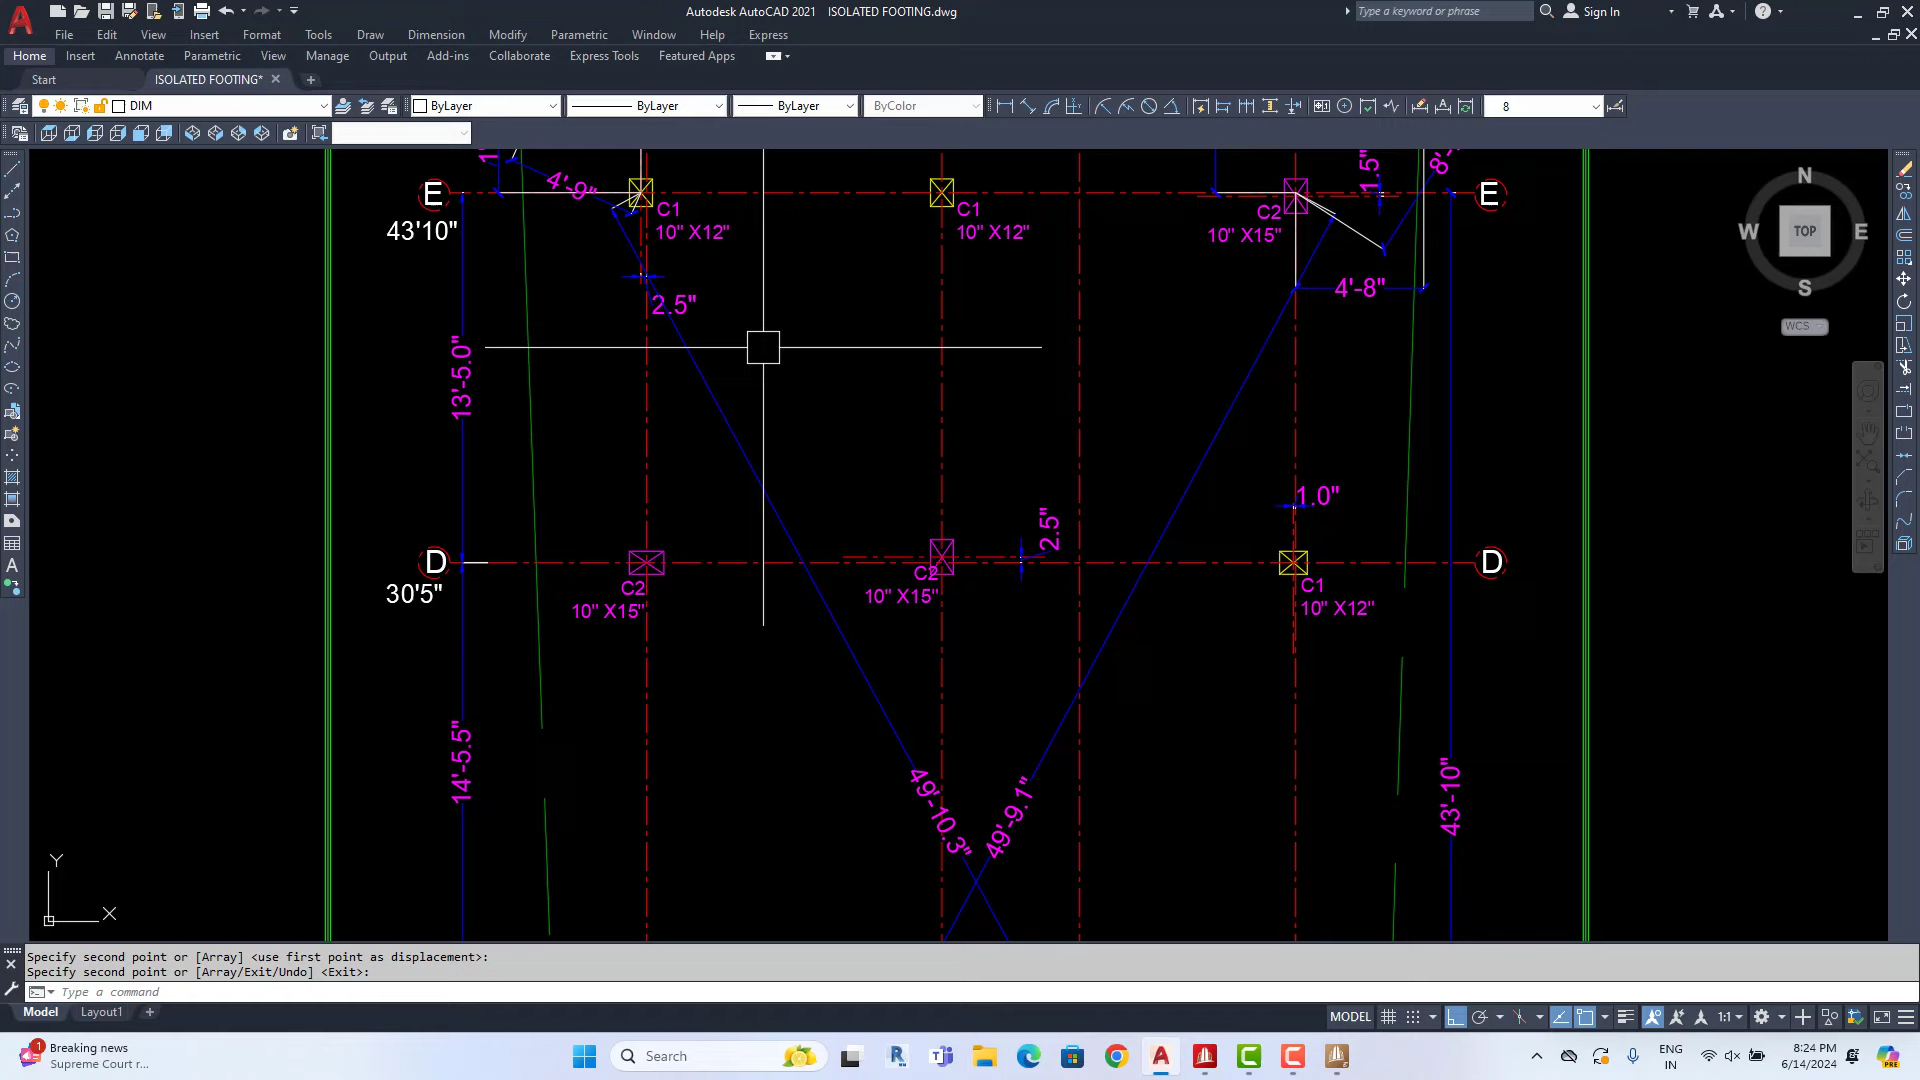 Autodesk AutoCAD 2021 ISOLATED FOOTING.dwg
Type a keyword or phrase
Sign In
File Edit View Insert Format Tools Draw Dimension Modify Parametric Window Help Express
Home Insert Annotate Parametric View Manage Output Add-ins Collaborate Express Tools Featured Apps
Start ISOLATED FOOTING*
DIM ByLayer ByLayer ByLayer ByColor 8
N
W TOP E
S
WCS
E
43'10"
4'-9"
C1
10" X12"
C1
10" X12"
C2
10" X15"
1.5"
E
2.5"
4'-8"
13'-5.0"
1.0"
2.5"
D
30'5"
C2
10" X15"
C2
10" X15"
C1
10" X12"
D
14'-5.5"
49'-10.3"
49'-9.1"
43'-10"
Y
X
Specify second point or [Array] <use first point as displacement>:
Specify second point or [Array/Exit/Undo] <Exit>:
Type a command
Model Layout1
MODEL 1:1
1 Breaking news
Supreme Court r...
Search
ENG
IN
8:24 PM
6/14/2024
PRE